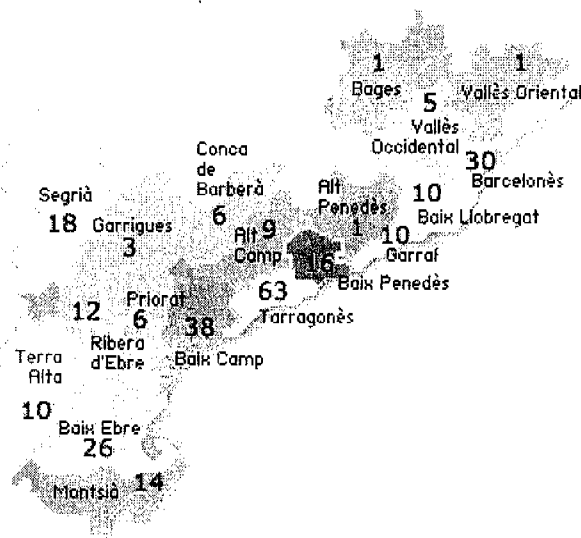 1
1
Bages
Vallès Oriental
5
Vallès
Occidental
30
Barcelonès
Conca
de
Barberà
6
Segrià
18
Garrigues
3
Alt
Penedès
1
10
Baix Llobregat
9
Alt
Camp
10
Garraf
16
Baix Penedès
63
Tarragonès
12
Priorat
6
38
Ribera
d'Ebre
Baix Camp
Terra
Alta
10
Baix Ebre
26
Montsià
14